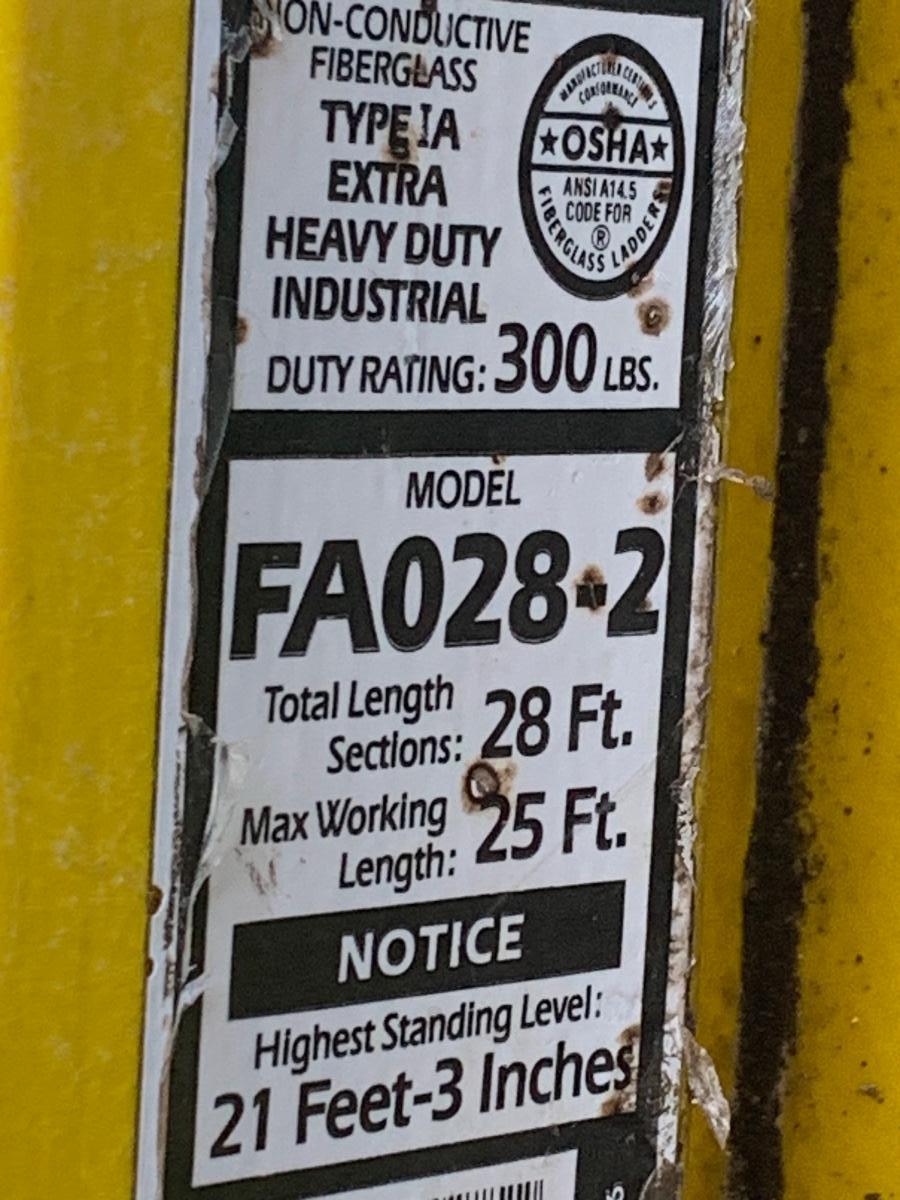 NON-CONDUCTIVE
FIBERGLASS
TYPE IA
EXTRA
HEAVY DUTY
INDUSTRIAL
DUTY RATING: 300 LBS.
MANUFACTURER CERTIFIES
CONFORMANCE
★OSHA★
ANSI A14.5
CODE FOR
®
FIBERGLASS LADDERS
MODEL
FA028-2
Total Length
Sections: 28 Ft.
Max Working
Length: 25 Ft.
NOTICE
Highest Standing Level:
21 Feet-3 Inches